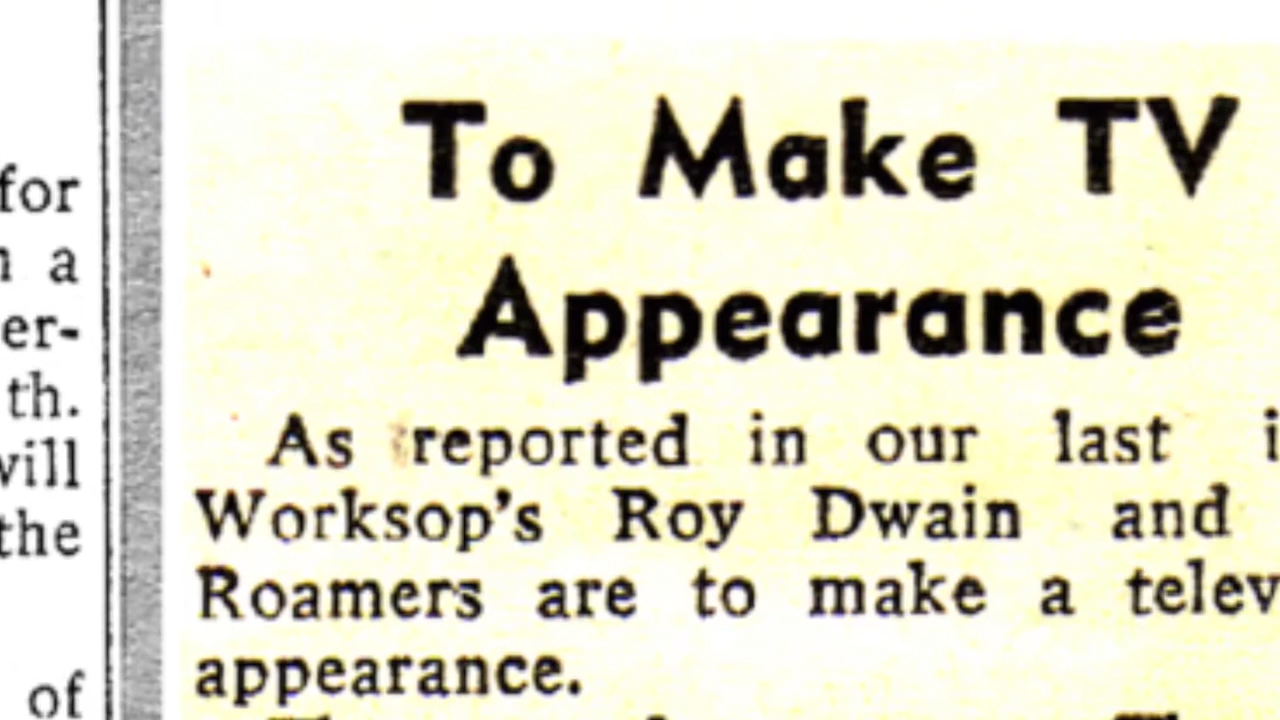 for
a
er-
th.
the
of
To Make TV
Appearance
As reported in our last
Worksop's Roy Dwain and
Roamers are to make a telev
appearance.